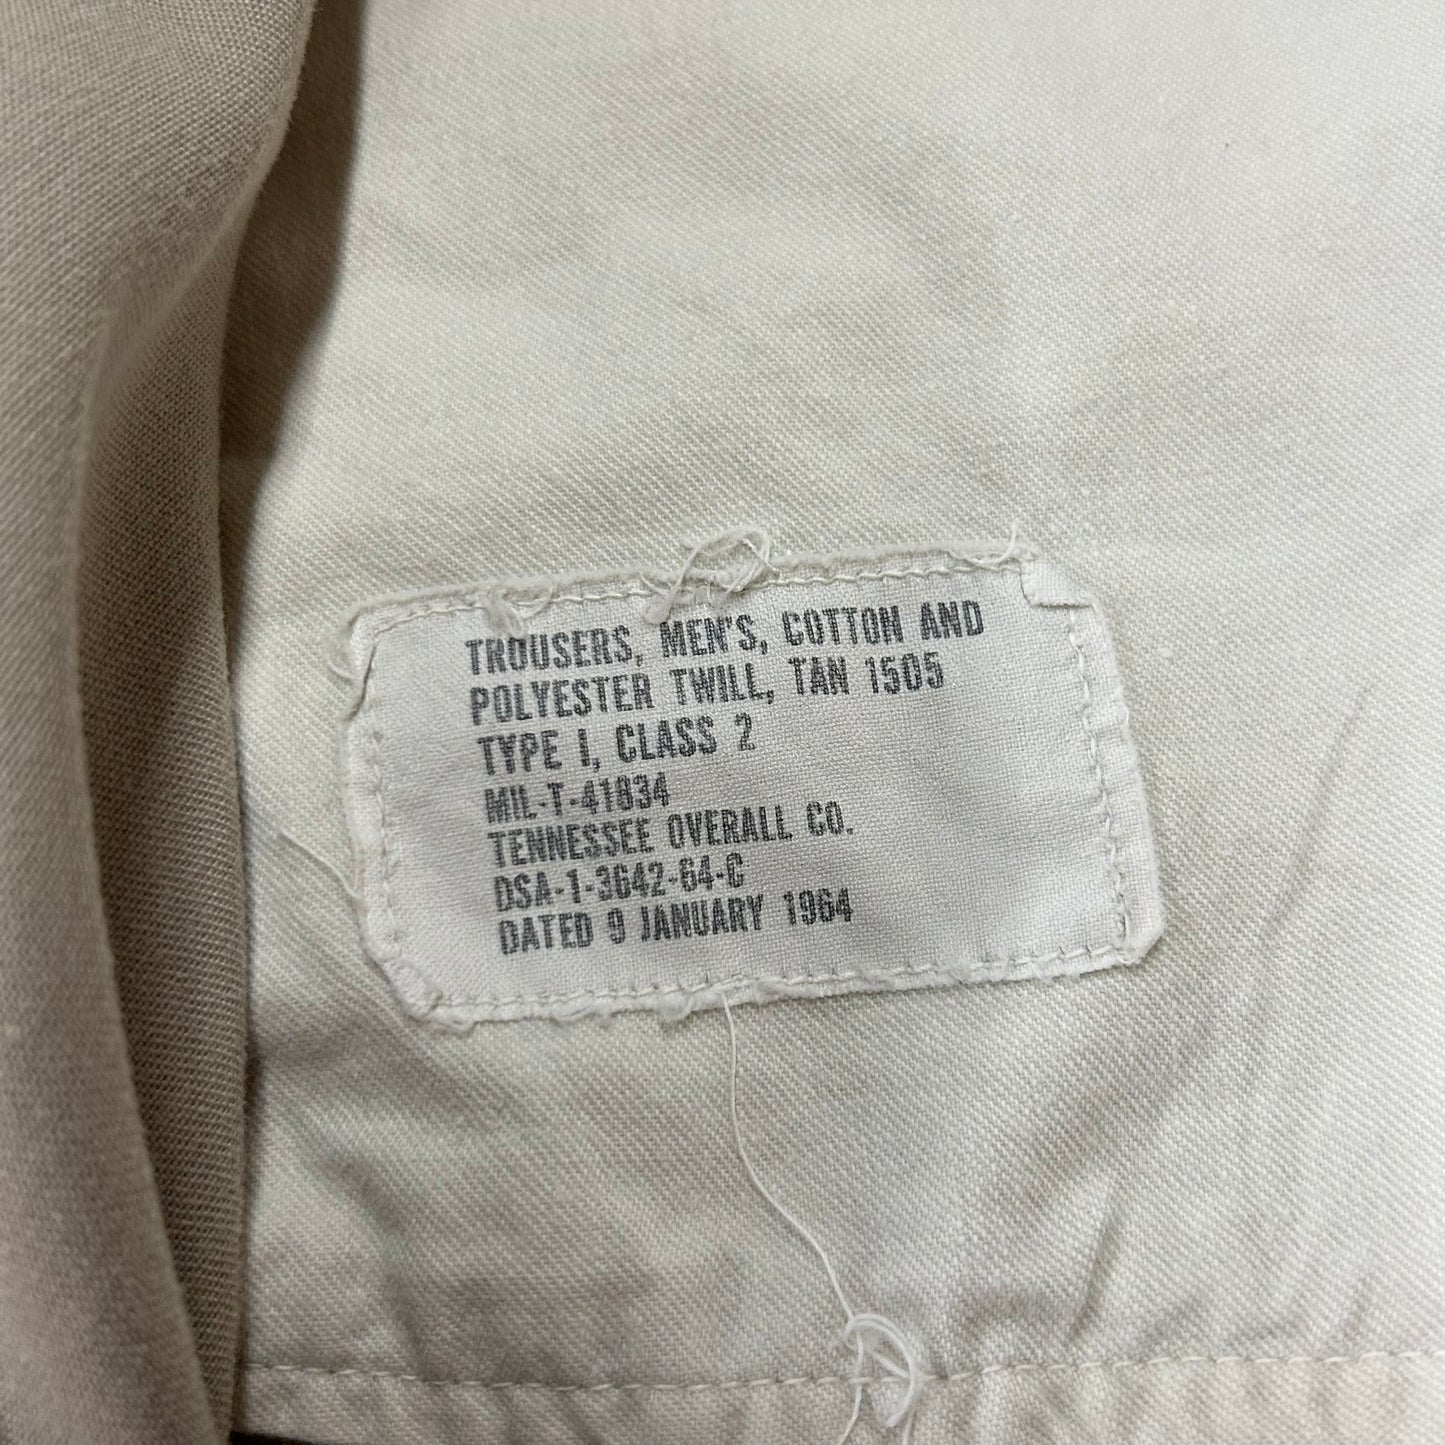 TROUSERS, MEN'S, COTTON AND
POLYESTER TWILL, TAN 1505
TYPE I, CLASS 2
MIL-T-41834
TENNESSEE OVERALL CO.
DSA-1-3642-64-C
DATED 9 JANUARY 1964